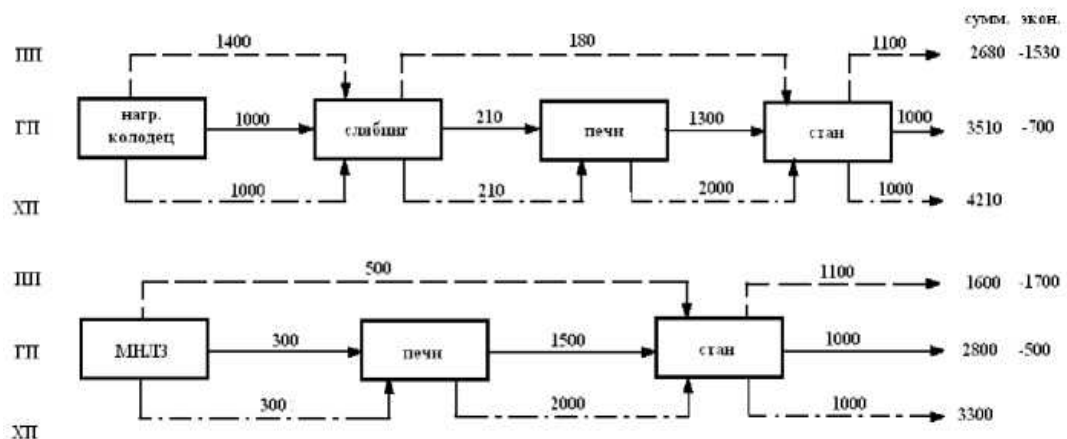 сумм. экон.
ПП 1400 180 1100 2680 -1530
нагр. колодец
слябинг
печи
стан
ГП 1000 210 1300 1000 3510 -700
ХП 1000 210 2000 1000 4210
ПП 500 1100 1600 -1700
МНЛЗ
печи
стан
ГП 300 1500 1000 2800 -500
ХП 300 2000 1000 3300